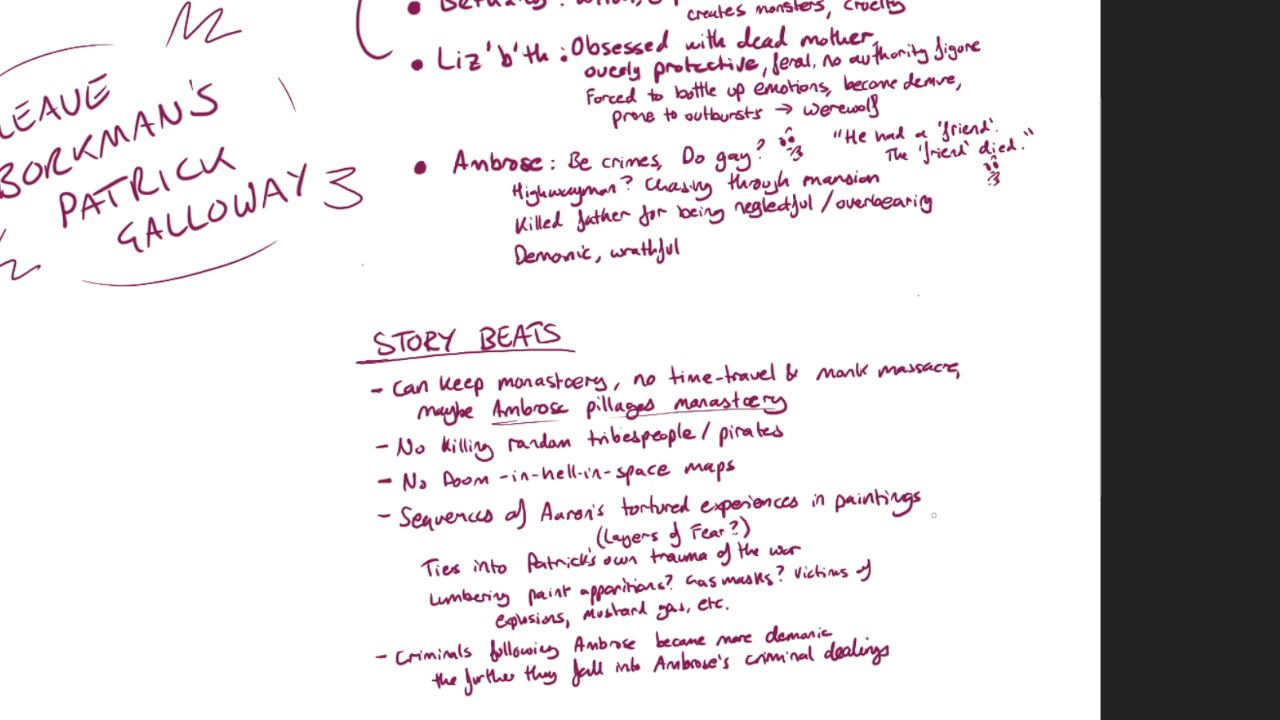 LEAVE
BORKMAN'S
PATRICK
GALLOWAY
creates monsters, cruelty
• Liz'b'th : Obsessed with dead mother,
overly protective, feral, no authority figure
Forced to bottle up emotions, become demure,
prone to outbursts → werewolf
• Ambrose : Be crimes, Do gay? "He had a 'friend'.
The 'friend' died."
Highwayman? Chasing through mansion
Killed father for being neglectful / overbearing
Demonic, wrathful
STORY BEATS
- Can keep monastery, no time-travel & monk massacre,
maybe Ambrose pillages monastery
- No killing random tribespeople / pirates
- No Doom-in-hell-in-space maps
- Sequences of Aaron's tortured experiences in paintings
(Layers of Fear?)
Ties into Patrick's own trauma of the war
Lumbering paint apparitions? Gas masks? Victims of
explosions, mustard gas, etc.
- Criminals following Ambrose became more demonic
the further they fall into Ambrose's criminal dealings